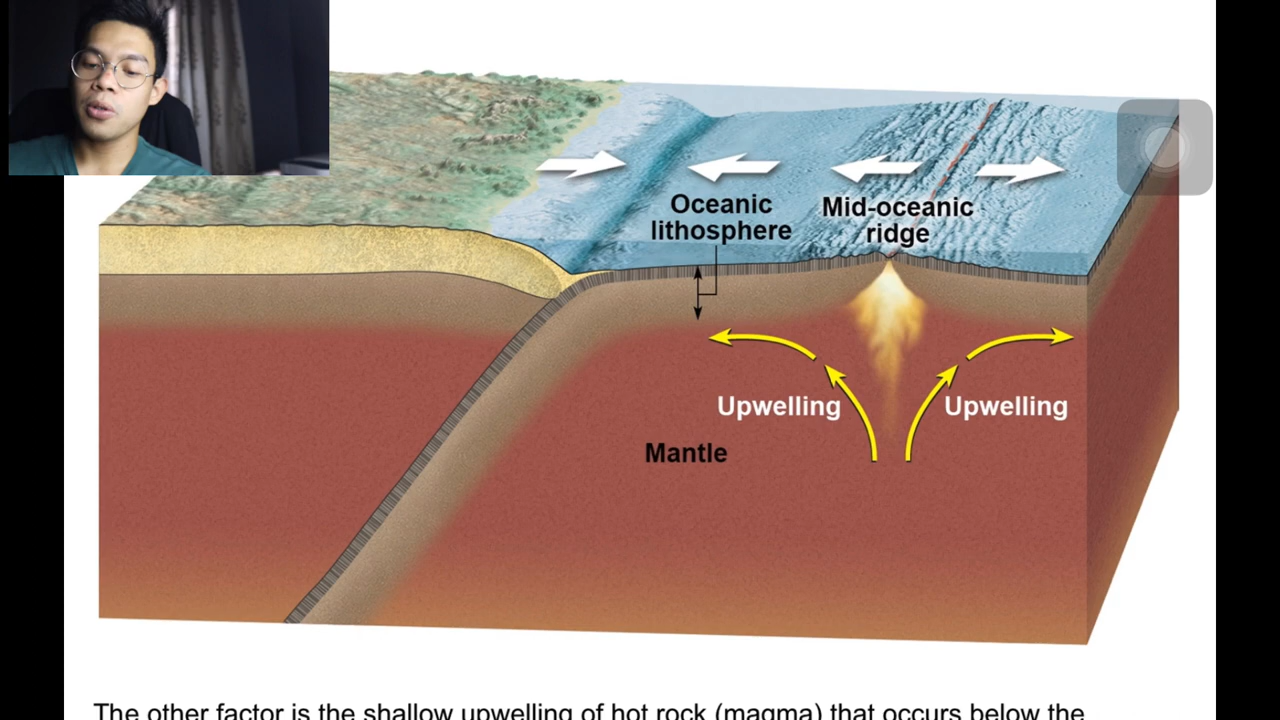 Oceanic
lithosphere
Mid-oceanic
ridge
Upwelling
Upwelling
Mantle
The other factor is the shallow upwelling of hot rock (magma) that occurs below the